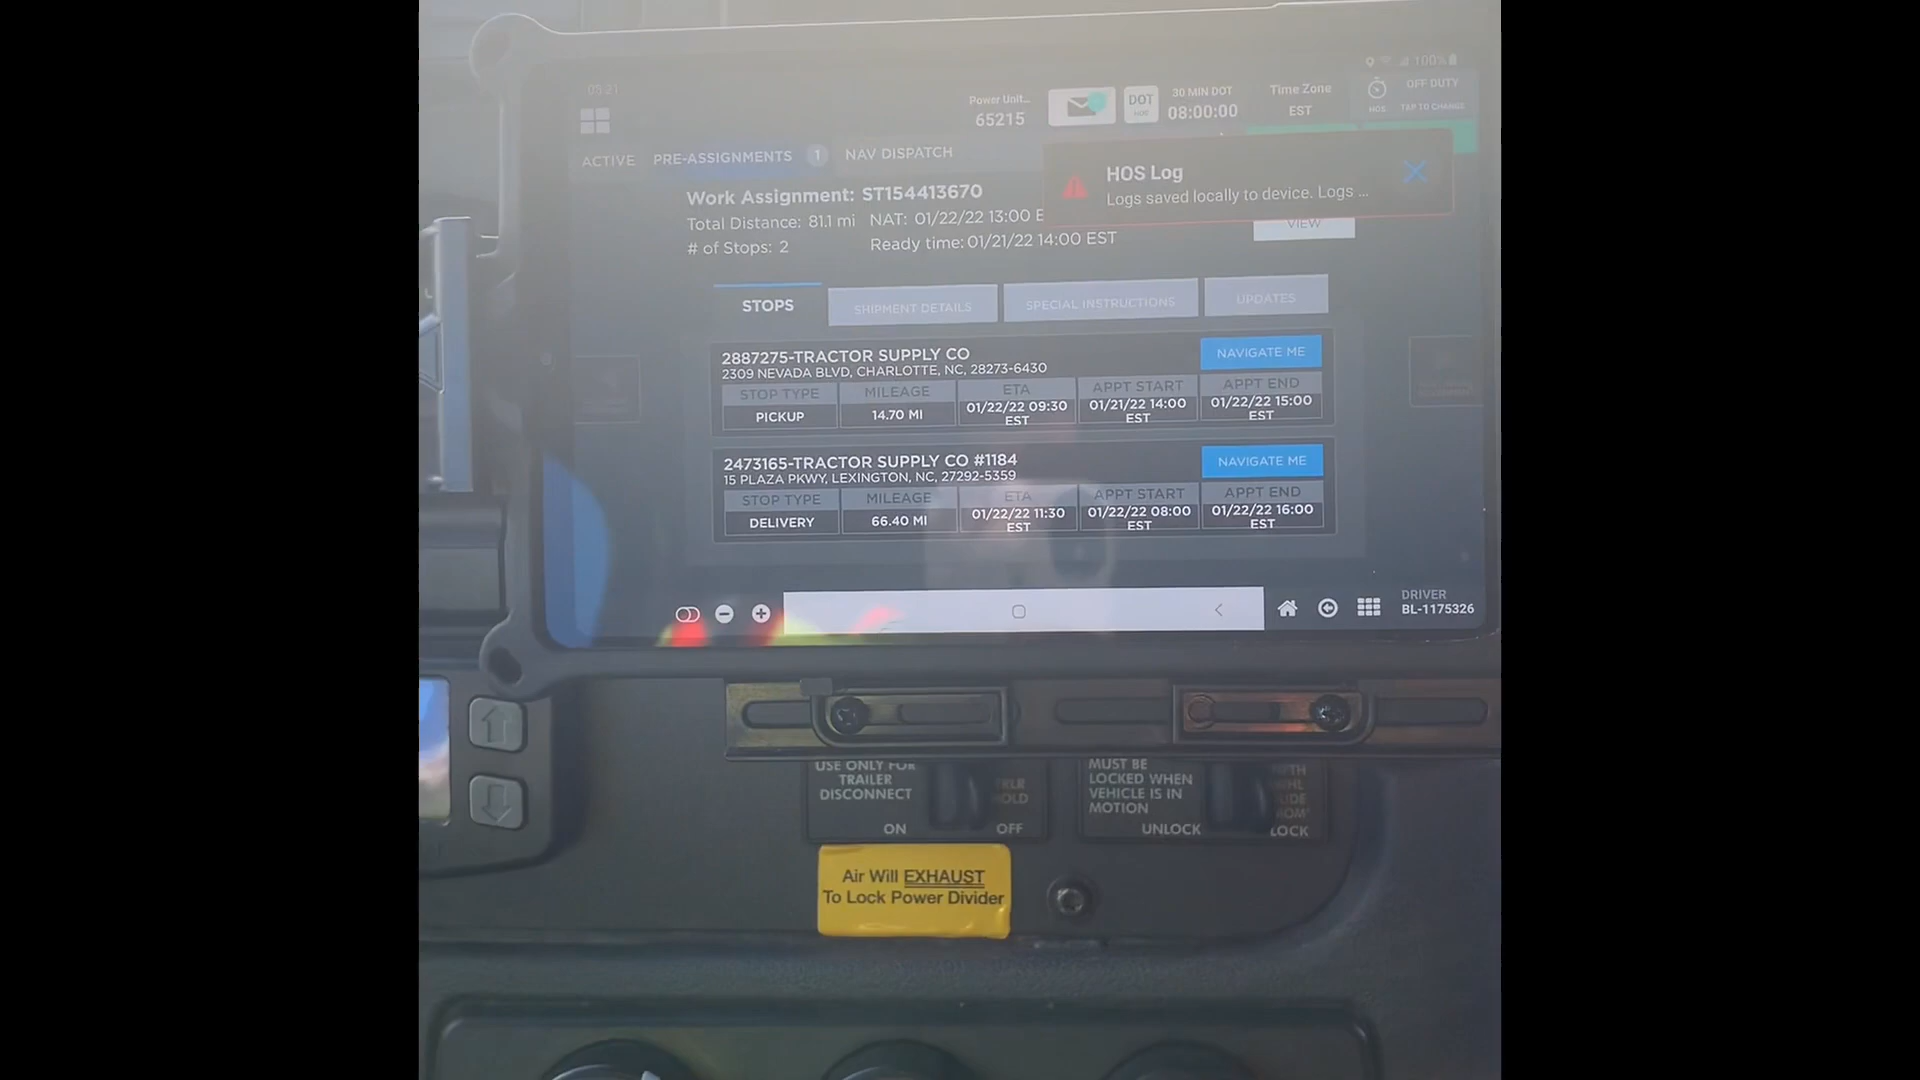 05:21
100%
Power Unit...
65215
DOT
30 MIN DOT
08:00:00
Time Zone
EST
HOS
OFF DUTY
TAP TO CHANGE
ACTIVE
PRE-ASSIGNMENTS 1
NAV DISPATCH
HOS Log
Logs saved locally to device. Logs ...
Work Assignment: ST154413670
Total Distance: 81.1 mi NAT: 01/22/22 13:00 E
# of Stops: 2 Ready time: 01/21/22 14:00 EST
VIEW
STOPS
SHIPMENT DETAILS
SPECIAL INSTRUCTIONS
UPDATES
2887275-TRACTOR SUPPLY CO
2309 NEVADA BLVD, CHARLOTTE, NC, 28273-6430
NAVIGATE ME
STOP TYPE MILEAGE ETA APPT START APPT END
PICKUP 14.70 MI 01/22/22 09:30 EST 01/21/22 14:00 EST 01/22/22 15:00 EST
2473165-TRACTOR SUPPLY CO #1184
15 PLAZA PKWY, LEXINGTON, NC, 27292-5359
NAVIGATE ME
STOP TYPE MILEAGE ETA APPT START APPT END
DELIVERY 66.40 MI 01/22/22 11:30 EST 01/22/22 08:00 EST 01/22/22 16:00 EST
DRIVER
BL-1175326
USE ONLY FOR
TRAILER
DISCONNECT
HOLD
ON OFF
MUST BE
LOCKED WHEN
VEHICLE IS IN
MOTION
UNLOCK LOCK
Air Will EXHAUST
To Lock Power Divider